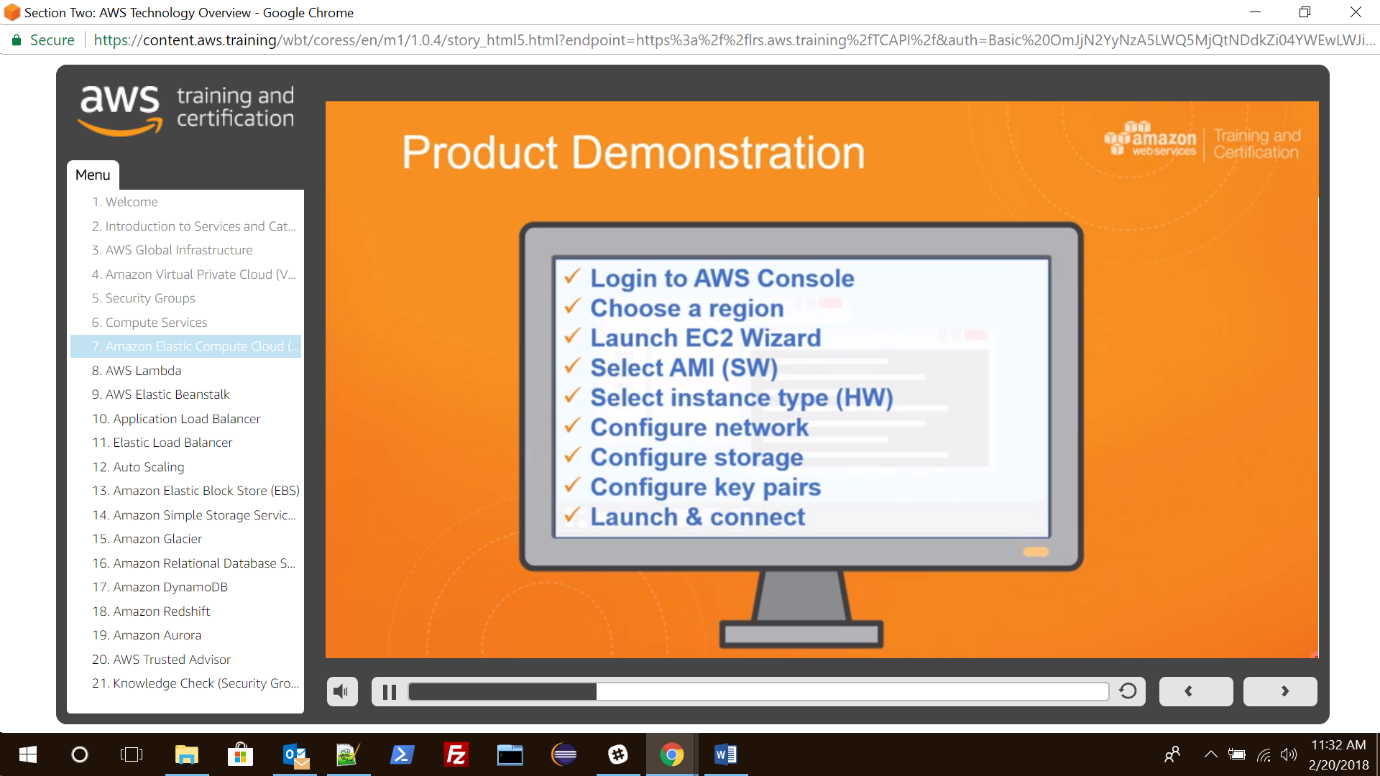 Section Two: AWS Technology Overview - Google Chrome
Secure
https://content.aws.training/wbt/coress/en/m1/1.0.4/story_html5.html?endpoint=https%3a%2f%2flrs.aws.training%2fTCAPI%2f&auth=Basic%20OmJjN2YyNzA5LWQ5MjQtNDdkZi04YWEwLWJi...
aws training and
certification
Menu
1. Welcome
2. Introduction to Services and Cat...
3. AWS Global Infrastructure
4. Amazon Virtual Private Cloud (V...
5. Security Groups
6. Compute Services
7. Amazon Elastic Compute Cloud (...
8. AWS Lambda
9. AWS Elastic Beanstalk
10. Application Load Balancer
11. Elastic Load Balancer
12. Auto Scaling
13. Amazon Elastic Block Store (EBS)
14. Amazon Simple Storage Servic...
15. Amazon Glacier
16. Amazon Relational Database S...
17. Amazon DynamoDB
18. Amazon Redshift
19. Amazon Aurora
20. AWS Trusted Advisor
21. Knowledge Check (Security Gro...
Product Demonstration
amazon
webservices
Training and
Certification
Login to AWS Console
Choose a region
Launch EC2 Wizard
Select AMI (SW)
Select instance type (HW)
Configure network
Configure storage
Configure key pairs
Launch & connect
11:32 AM
2/20/2018